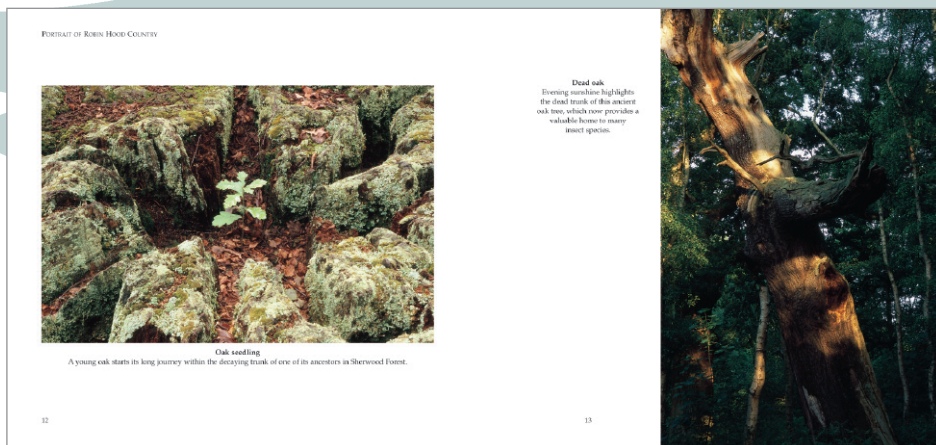 PORTRAIT OF ROBIN HOOD COUNTRY
Oak seedling
A young oak starts its long journey within the decaying trunk of one of its ancestors in Sherwood Forest.
12
Dead oak
Evening sunshine highlights
the dead trunk of this ancient
oak tree, which now provides a
valuable home to many
insect species.
13